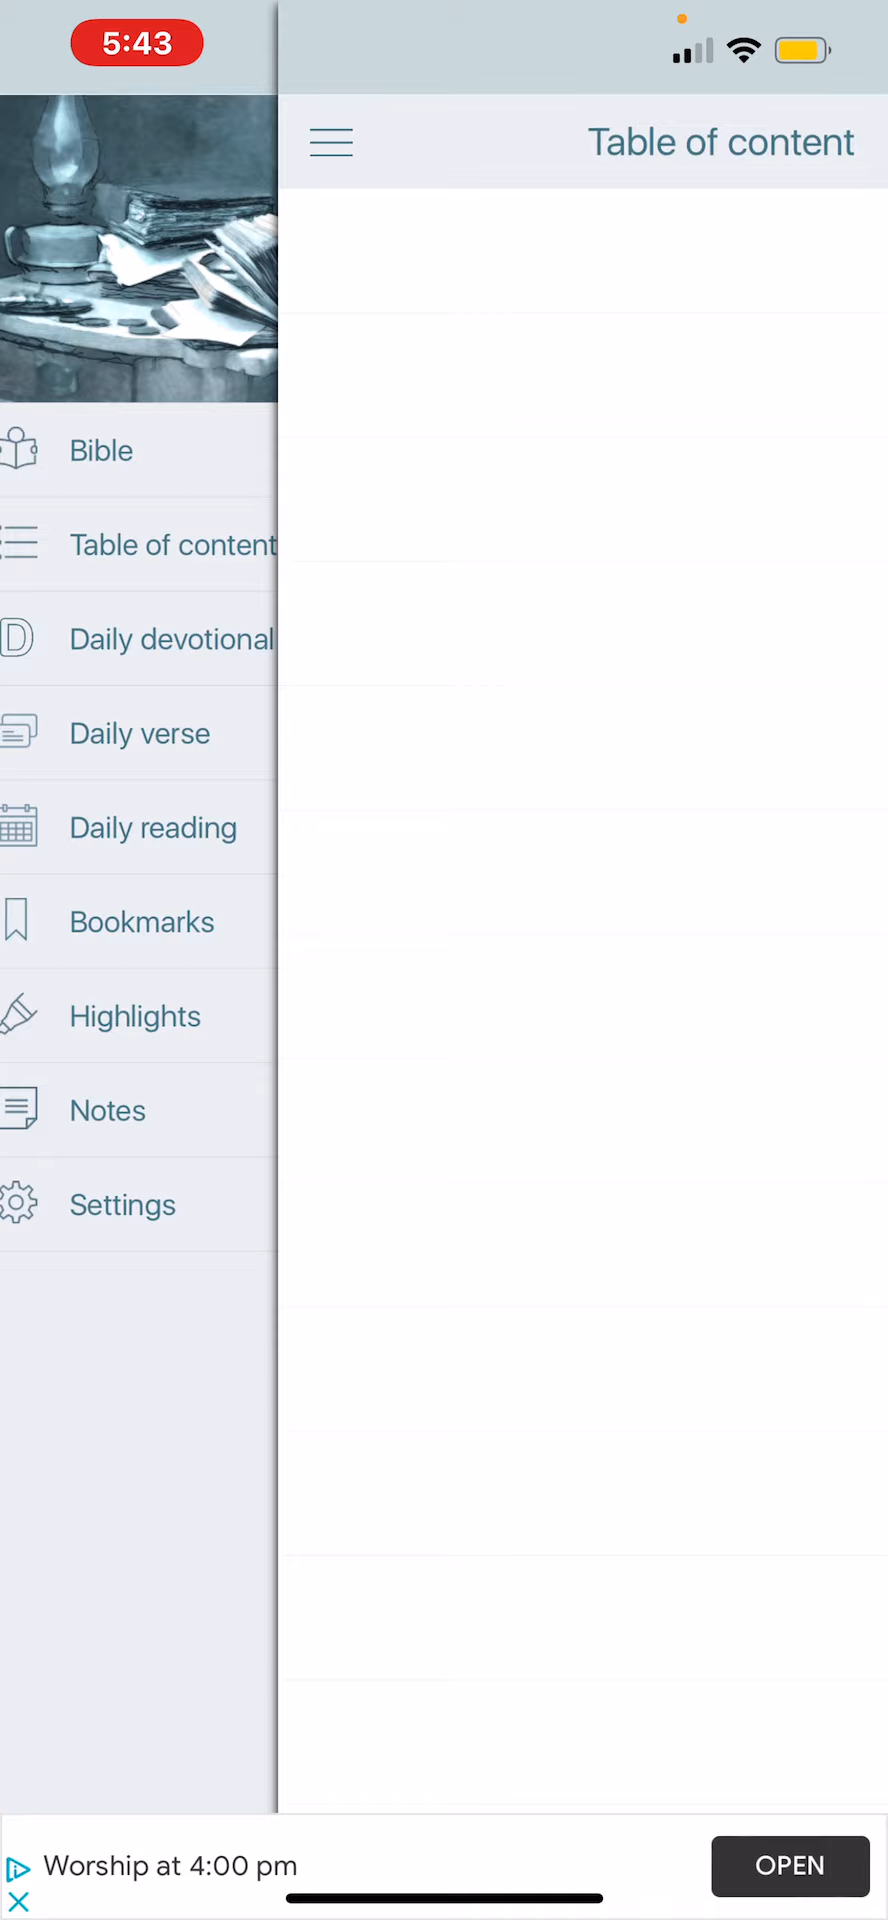 5:43
Table of content
Bible
Table of content
Daily devotional
Daily verse
Daily reading
Bookmarks
Highlights
Notes
Settings
Worship at 4:00 pm
OPEN